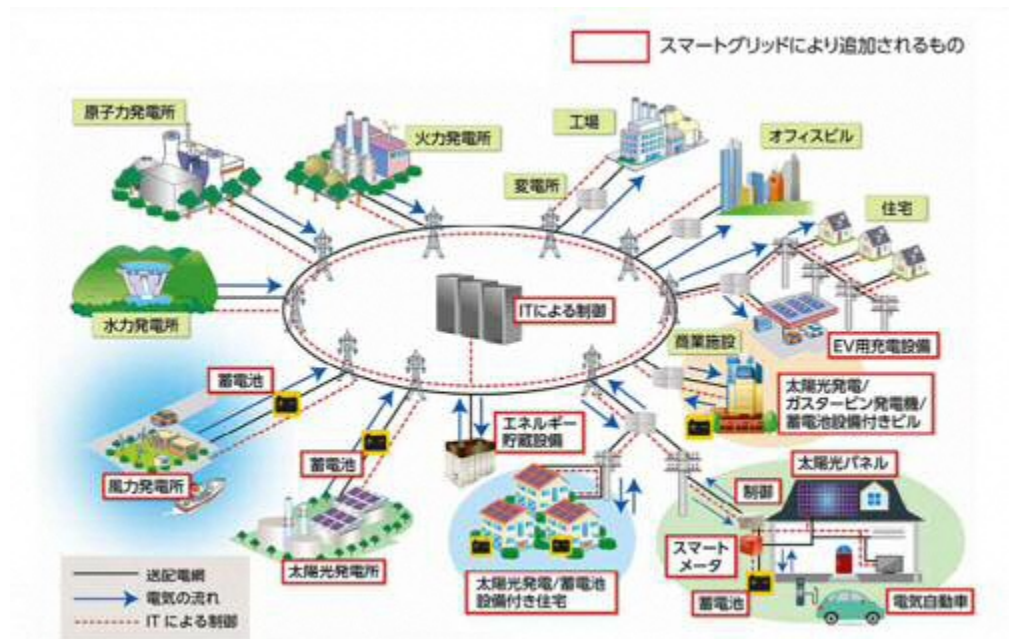 スマートグリッドにより追加されるもの
原子力発電所
火力発電所
工場
オフィスビル
変電所
住宅
水力発電所
ITによる制御
EV用充電設備
商業施設
蓄電池
太陽光発電/
ガスタービン発電機/
蓄電池設備付きビル
エネルギー
貯蔵設備
蓄電池
風力発電所
太陽光パネル
制御
スマート
メータ
太陽光発電所
太陽光発電/蓄電池
設備付き住宅
蓄電池
電気自動車
送配電網
電気の流れ
ITによる制御